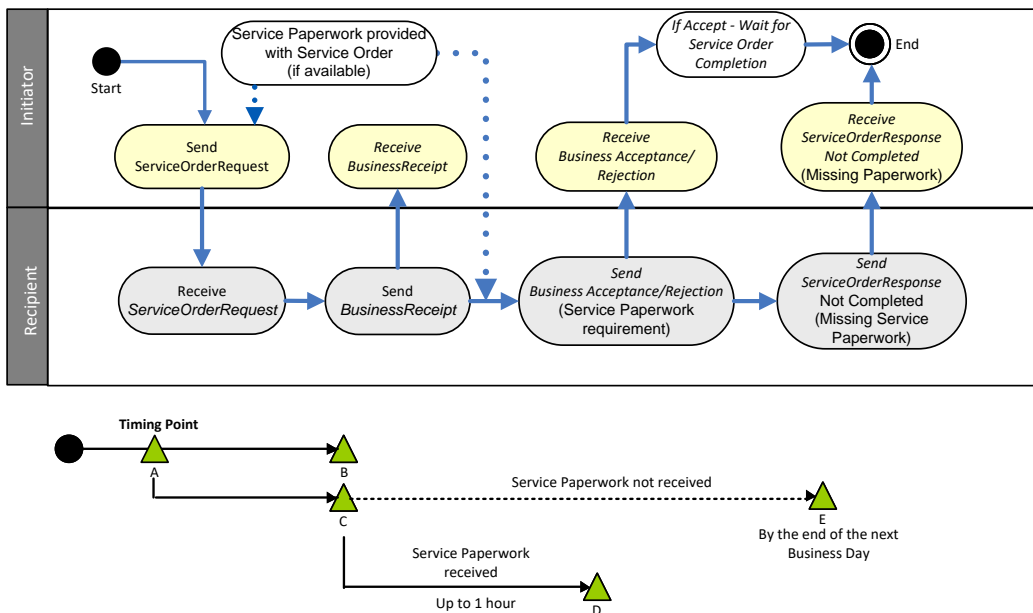 Initiator
Start
Service Paperwork provided
with Service Order
(if available)
If Accept - Wait for
Service Order
Completion
End
Send
ServiceOrderRequest
Receive
BusinessReceipt
Receive
Business Acceptance/
Rejection
Receive
ServiceOrderResponse
Not Completed
(Missing Paperwork)
Recipient
Receive
ServiceOrderRequest
Send
BusinessReceipt
Send
Business Acceptance/Rejection
(Service Paperwork
requirement)
Send
ServiceOrderResponse
Not Completed
(Missing Service
Paperwork)
Timing Point
A
B
C
Service Paperwork not received
E
By the end of the next
Business Day
Service Paperwork
received
Up to 1 hour
D